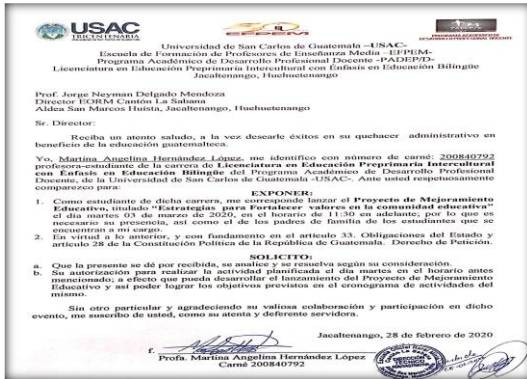 USAC
TRICENTENARIA
EFPEM
Universidad de San Carlos de Guatemala –USAC-
Escuela de Formación de Profesores de Enseñanza Media –EFPEM-
Programa Académico de Desarrollo Profesional Docente -PADEP/D-
Licenciatura en Educación Preprimaria Intercultural con Énfasis en Educación Bilingüe
Jacaltenango, Huehuetenango
Prof. Jorge Neyman Delgado Mendoza
Director EORM Cantón La Sabana
Aldea San Marcos Huista, Jacaltenango, Huehuetenango
Sr. Director:
Reciba un atento saludo, a la vez desearle éxitos en su quehacer administrativo en
beneficio de la educación guatemalteca.
Yo, Martina Angelina Hernández López, me identifico con número de carné: 200840792
profesora-estudiante de la carrera de Licenciatura en Educación Preprimaria Intercultural
con Énfasis en Educación Bilingüe del Programa Académico de Desarrollo Profesional
Docente, de la Universidad de San Carlos de Guatemala -USAC-. Ante usted respetuosamente
comparezco para:
EXPONER:
1. Como estudiante de dicha carrera, me corresponde lanzar el Proyecto de Mejoramiento
Educativo, titulado "Estrategias para Fortalecer valores en la comunidad educativa"
el día martes 03 de marzo de 2020, en el horario de 11:30 en adelante; por lo que es
necesario su presencia, así como el de los padres de familia de los estudiantes que se
encuentran a mi cargo.
2. En virtud a lo anterior, y con fundamento en el artículo 33. Obligaciones del Estado y
artículo 28 de la Constitución Política de la República de Guatemala. Derecho de Petición.
SOLICITO:
a. Que la presente se dé por recibida, se analice y se resuelva según su consideración.
b. Su autorización para realizar la actividad planificada el día martes en el horario antes
mencionado; a efecto que pueda desarrollar el lanzamiento del Proyecto de Mejoramiento
Educativo y así poder lograr los objetivos previstos en el cronograma de actividades del
mismo.
Sin otro particular y agradeciendo su valiosa colaboración y participación en dicho
evento, me suscribo de usted, como su atenta y deferente servidora.
Jacaltenango, 28 de febrero de 2020
f.
Profa. Martina Angelina Hernández López
Carné 200840792
DIRECCIÓN
TÉCNICO